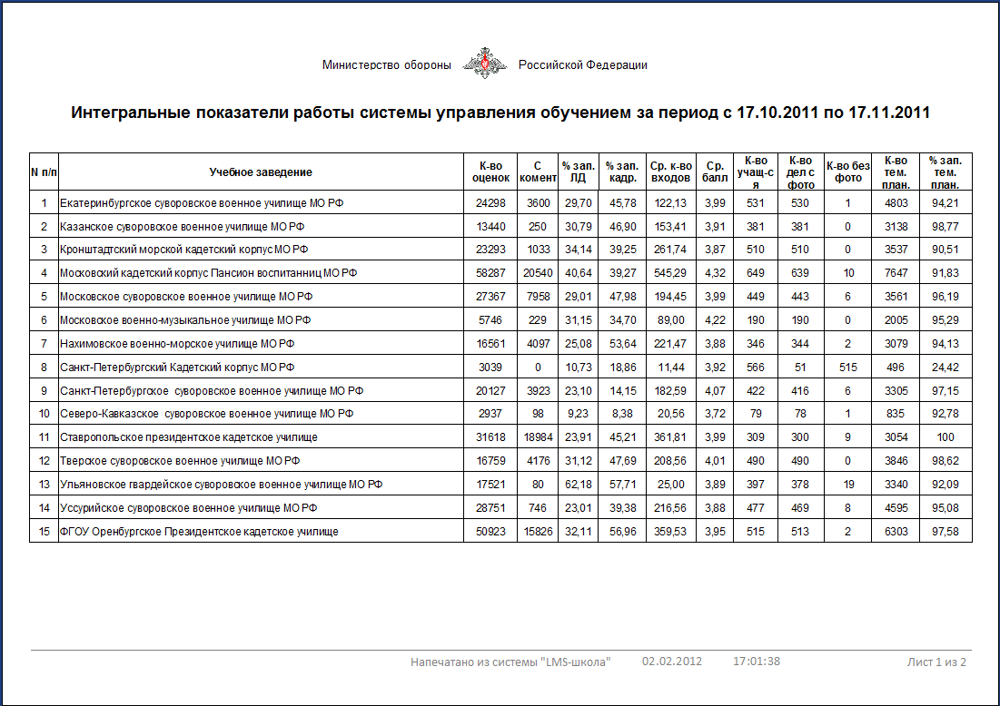 Министерство обороны Российской Федерации
Интегральные показатели работы системы управления обучением за период с 17.10.2011 по 17.11.2011
N п/п Учебное заведение К-во оценок С комент % зап. ЛД % зап. кадр. Ср. к-во входов Ср. балл К-во учащ-ся К-во дел с фото К-во без фото К-во тем. план. % зап. тем. план.
1 Екатеринбургское суворовское военное училище МО РФ 24298 3600 29,70 45,78 122,13 3,99 531 530 1 4803 94,21
2 Казанское суворовское военное училище МО РФ 13440 250 30,79 46,90 153,41 3,91 381 381 0 3138 98,77
3 Кронштадтский морской кадетский корпус МО РФ 23293 1033 34,14 39,25 261,74 3,87 510 510 0 3537 90,51
4 Московский кадетский корпус Пансион воспитанниц МО РФ 58287 20540 40,64 39,27 545,29 4,32 649 639 10 7647 91,83
5 Московское суворовское военное училище МО РФ 27367 7958 29,01 47,98 194,45 3,99 449 443 6 3561 96,19
6 Московское военно-музыкальное училище МО РФ 5746 229 31,15 34,70 89,00 4,22 190 190 0 2005 95,29
7 Нахимовское военно-морское училище МО РФ 16561 4097 25,08 53,64 221,47 3,88 346 344 2 3079 94,13
8 Санкт-Петербургский Кадетский корпус МО РФ 3039 0 10,73 18,86 11,44 3,92 566 51 515 496 24,42
9 Санкт-Петербургское суворовское военное училище МО РФ 20127 3923 23,10 14,15 182,59 4,07 422 416 6 3305 97,15
10 Северо-Кавказское суворовское военное училище МО РФ 2937 98 9,23 8,38 20,56 3,72 79 78 1 835 92,78
11 Ставропольское президентское кадетское училище 31618 18984 23,91 45,21 361,81 3,99 309 300 9 3054 100
12 Тверское суворовское военное училище МО РФ 16759 4176 31,12 47,69 208,56 4,01 490 490 0 3846 98,62
13 Ульяновское гвардейское суворовское военное училище МО РФ 17521 80 62,18 57,71 25,00 3,89 397 378 19 3340 92,09
14 Уссурийское суворовское военное училище МО РФ 28751 746 23,01 39,38 216,56 3,88 477 469 8 4595 95,08
15 ФГОУ Оренбургское Президентское кадетское училище 50923 15826 32,11 56,96 359,53 3,95 515 513 2 6303 97,58
Напечатано из системы "LMS-школа" 02.02.2012 17:01:38 Лист 1 из 2